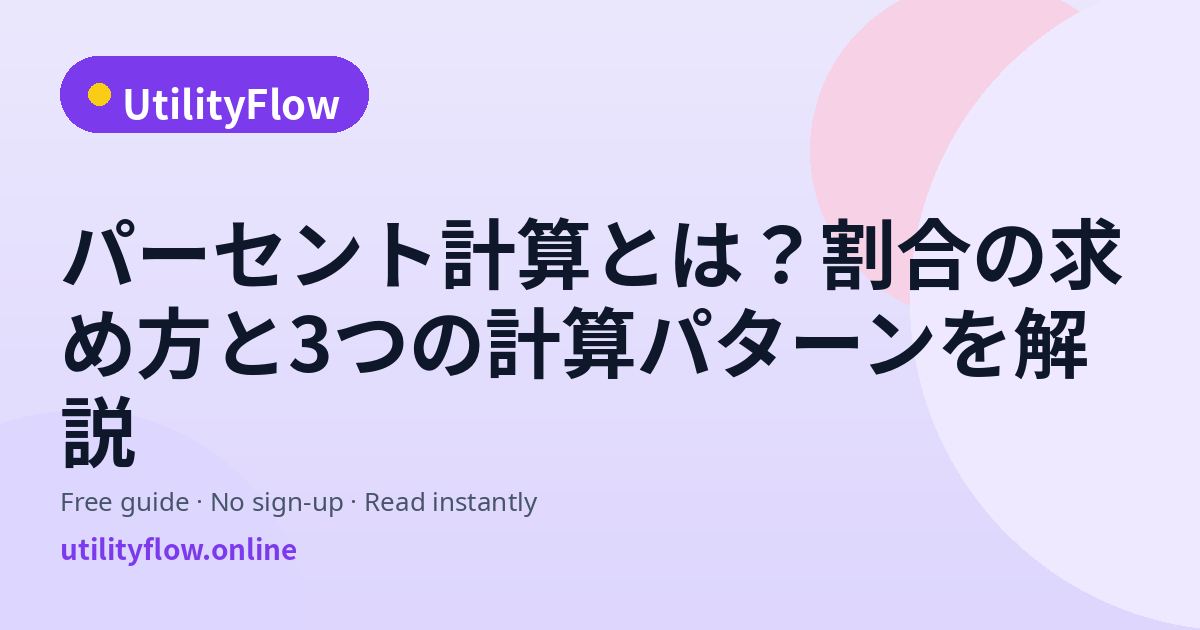 UtilityFlow
パーセント計算とは？割合の求
め方と3つの計算パターンを解
説
Free guide · No sign-up · Read instantly
utilityflow.online